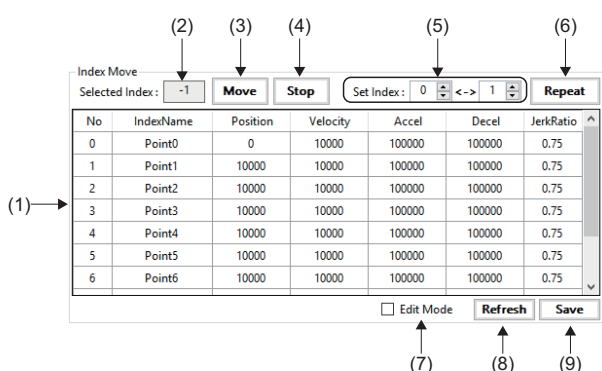 (2) (3) (4) (5) (6)
Index Move
Selected Index : -1 Move Stop Set Index : 0 <-> 1 Repeat
No IndexName Position Velocity Accel Decel JerkRatio
0 Point0 0 10000 100000 100000 0.75
1 Point1 10000 10000 100000 100000 0.75
2 Point2 10000 10000 100000 100000 0.75
(1) 3 Point3 10000 10000 100000 100000 0.75
4 Point4 10000 10000 100000 100000 0.75
5 Point5 10000 10000 100000 100000 0.75
6 Point6 10000 10000 100000 100000 0.75
Edit Mode Refresh Save
(7) (8) (9)